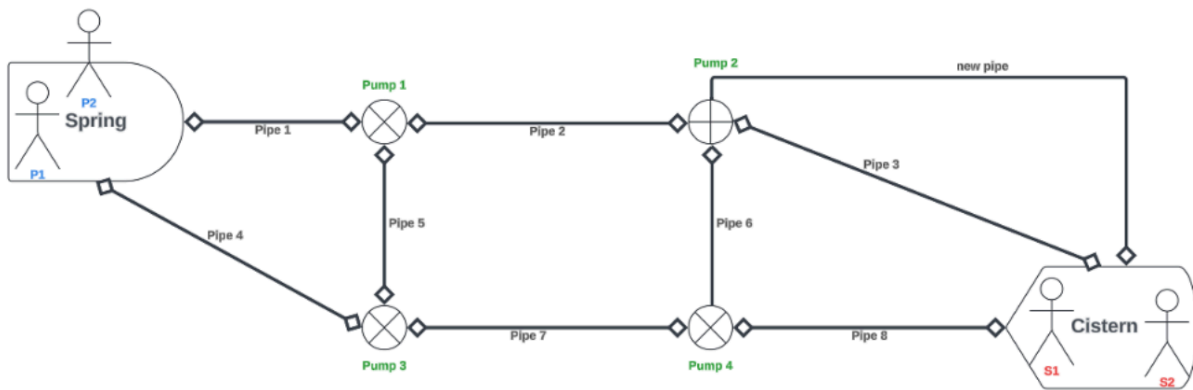 P2
Spring
P1
Pipe 1
Pump 1
Pipe 2
Pump 2
new pipe
Pipe 3
Pipe 4
Pipe 5
Pipe 6
Pump 3
Pipe 7
Pump 4
Pipe 8
Cistern
S1
S2